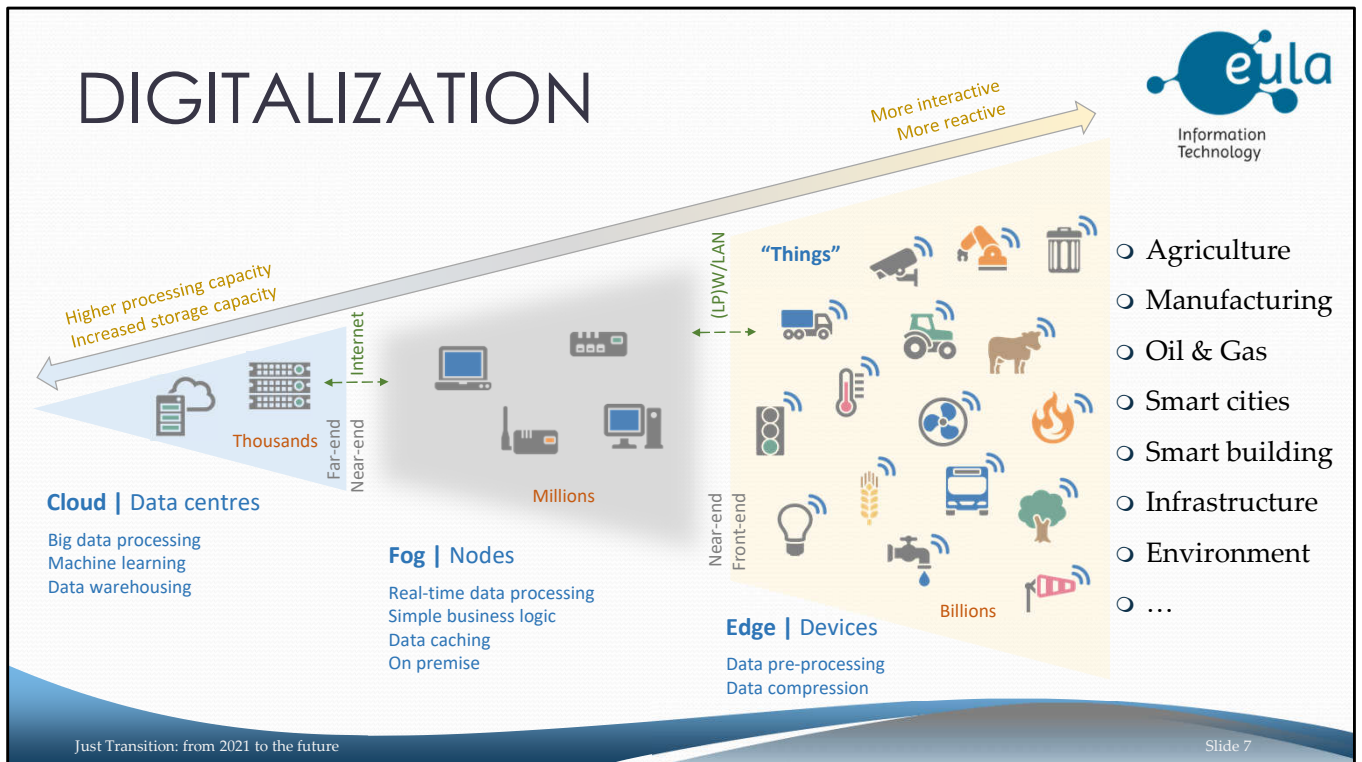 DIGITALIZATION
eula
Information
Technology
More interactive
More reactive
Higher processing capacity
Increased storage capacity
Internet
Far-end
Near-end
Thousands
Cloud | Data centres
Big data processing
Machine learning
Data warehousing
Millions
Fog | Nodes
Real-time data processing
Simple business logic
Data caching
On premise
(LP)W/LAN
Near-end
Front-end
“Things”
Billions
Edge | Devices
Data pre-processing
Data compression
Agriculture
Manufacturing
Oil & Gas
Smart cities
Smart building
Infrastructure
Environment
…
Just Transition: from 2021 to the future
Slide 7